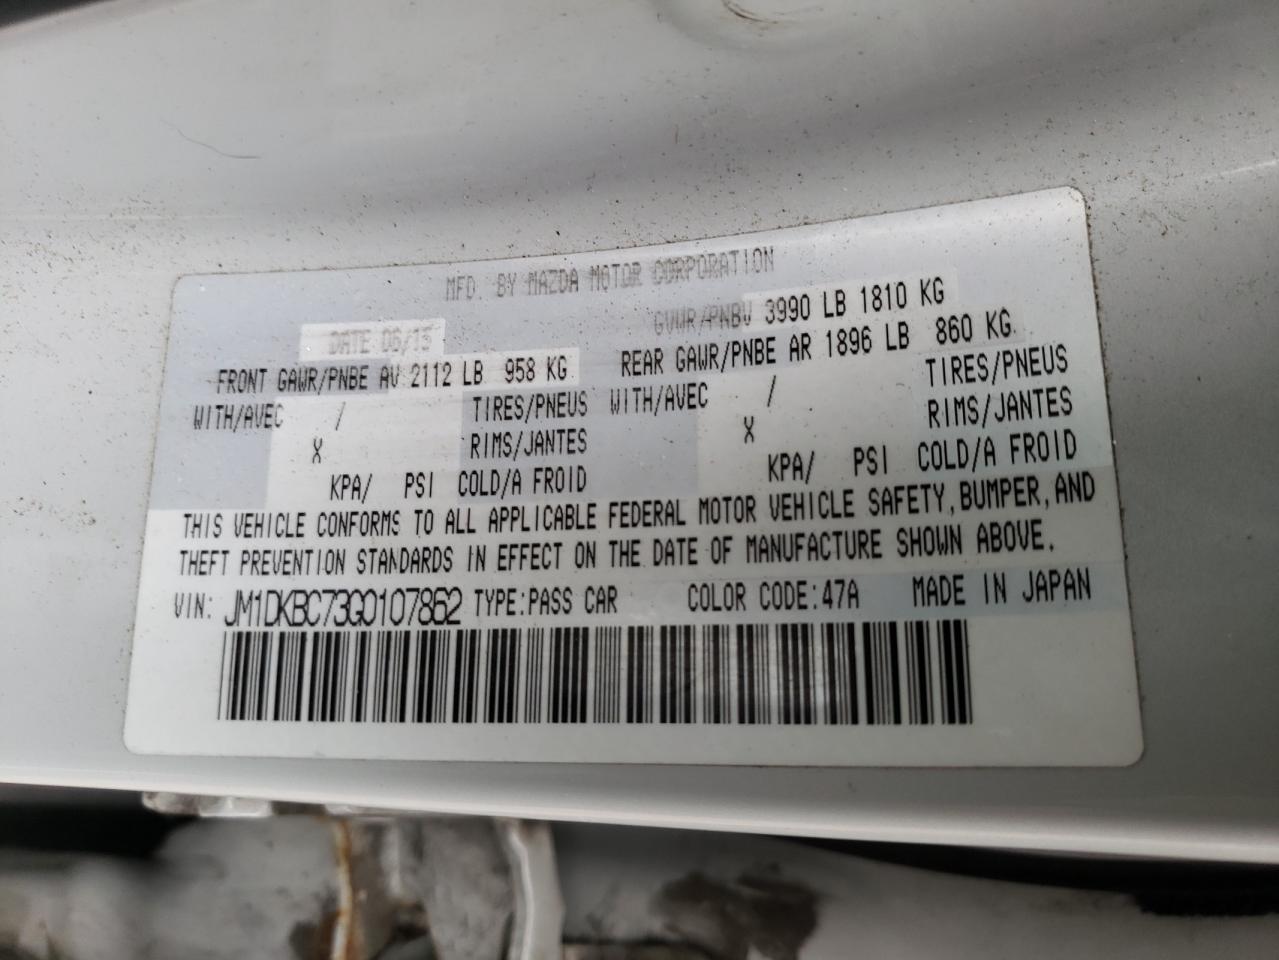 MFD. BY MAZDA MOTOR CORPORATION
DATE 06/15 GVWR/PNBV 3990 LB 1810 KG
FRONT GAWR/PNBE AV 2112 LB 958 KG REAR GAWR/PNBE AR 1896 LB 860 KG
WITH/AVEC / TIRES/PNEUS WITH/AVEC / TIRES/PNEUS
X RIMS/JANTES X RIMS/JANTES
KPA/ PSI COLD/A FROID KPA/ PSI COLD/A FROID
THIS VEHICLE CONFORMS TO ALL APPLICABLE FEDERAL MOTOR VEHICLE SAFETY, BUMPER, AND
THEFT PREVENTION STANDARDS IN EFFECT ON THE DATE OF MANUFACTURE SHOWN ABOVE.
VIN: JM1DKBC73G0107862 TYPE:PASS CAR COLOR CODE:47A MADE IN JAPAN